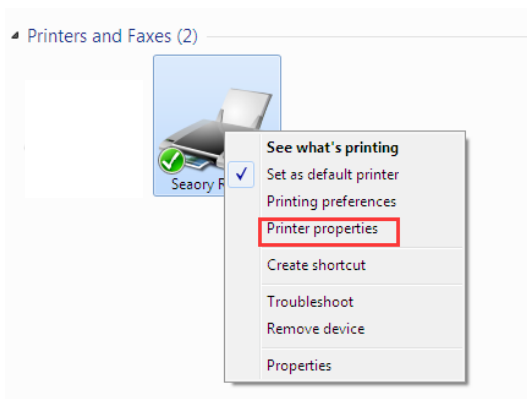 Printers and Faxes (2)
Seaory
See what's printing
Set as default printer
Printing preferences
Printer properties
Create shortcut
Troubleshoot
Remove device
Properties